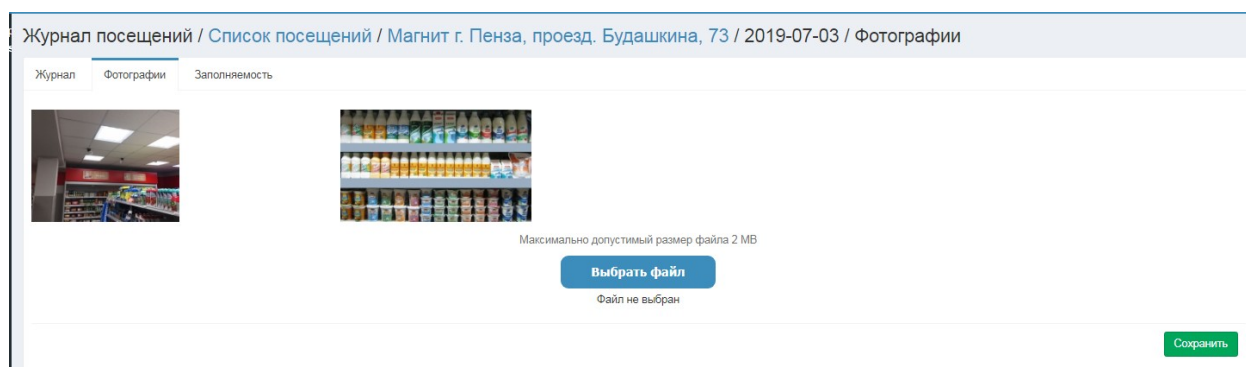 Журнал посещений / Список посещений / Магнит г. Пенза, проезд. Будашкина, 73 / 2019-07-03 / Фотографии
Журнал Фотографии Заполняемость
Максимально допустимый размер файла 2 МВ
Выбрать файл
Файл не выбран
Сохранить